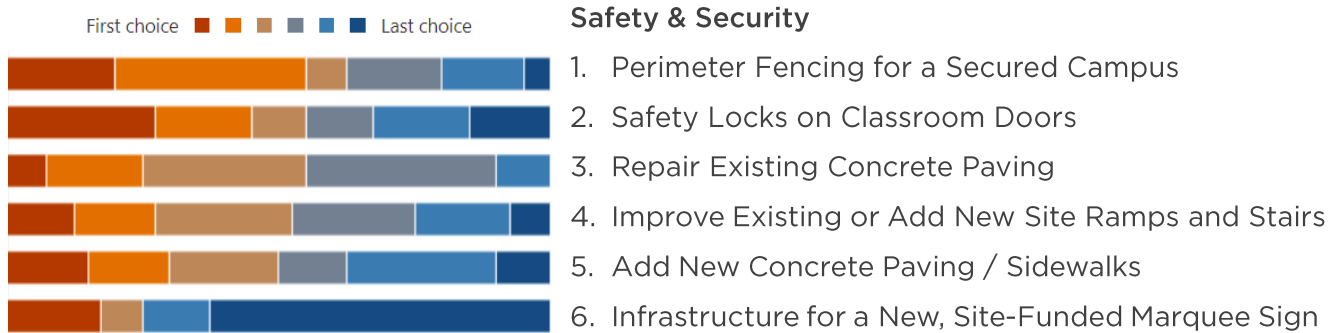 First choice Last choice
Safety & Security
1. Perimeter Fencing for a Secured Campus
2. Safety Locks on Classroom Doors
3. Repair Existing Concrete Paving
4. Improve Existing or Add New Site Ramps and Stairs
5. Add New Concrete Paving / Sidewalks
6. Infrastructure for a New, Site-Funded Marquee Sign